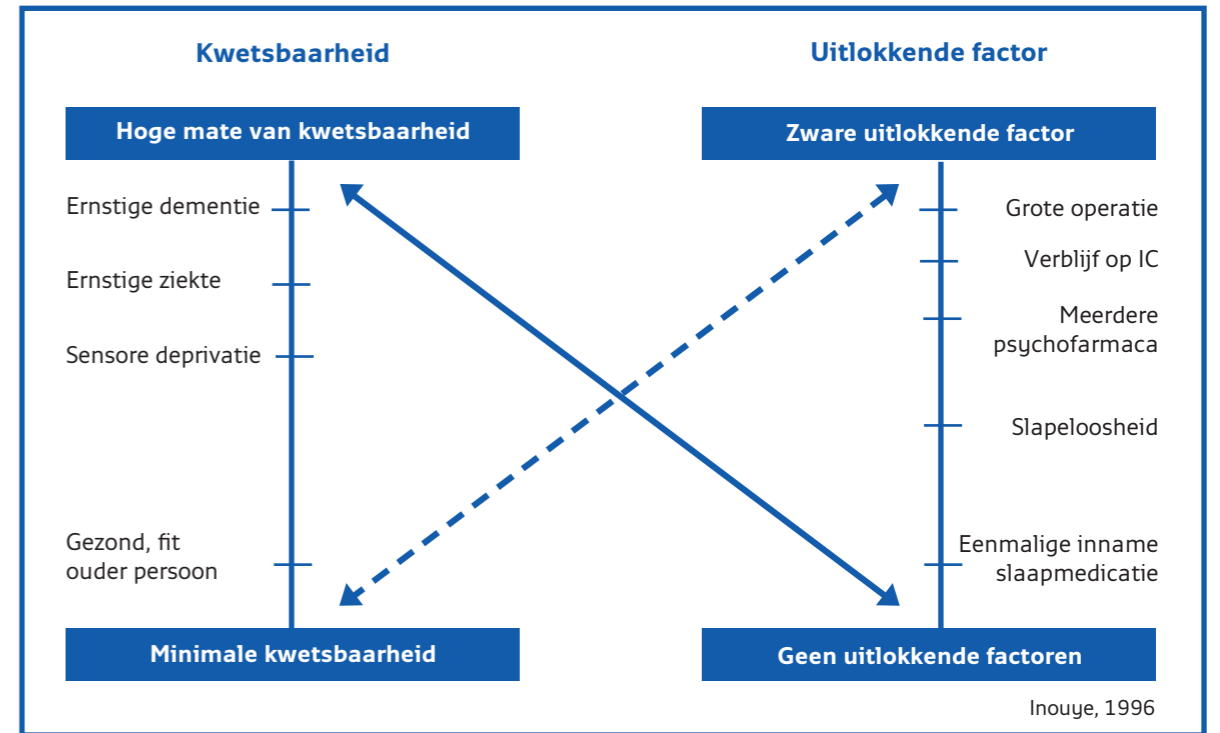 Kwetsbaarheid
Uitlokkende factor
Hoge mate van kwetsbaarheid
Zware uitlokkende factor
Ernstige dementie
Ernstige ziekte
Sensore deprivatie
Gezond, fit
ouder persoon
Grote operatie
Verblijf op IC
Meerdere
psychofarmaca
Slapeloosheid
Eenmalige inname
slaapmedicatie
Minimale kwetsbaarheid
Geen uitlokkende factoren
Inouye, 1996